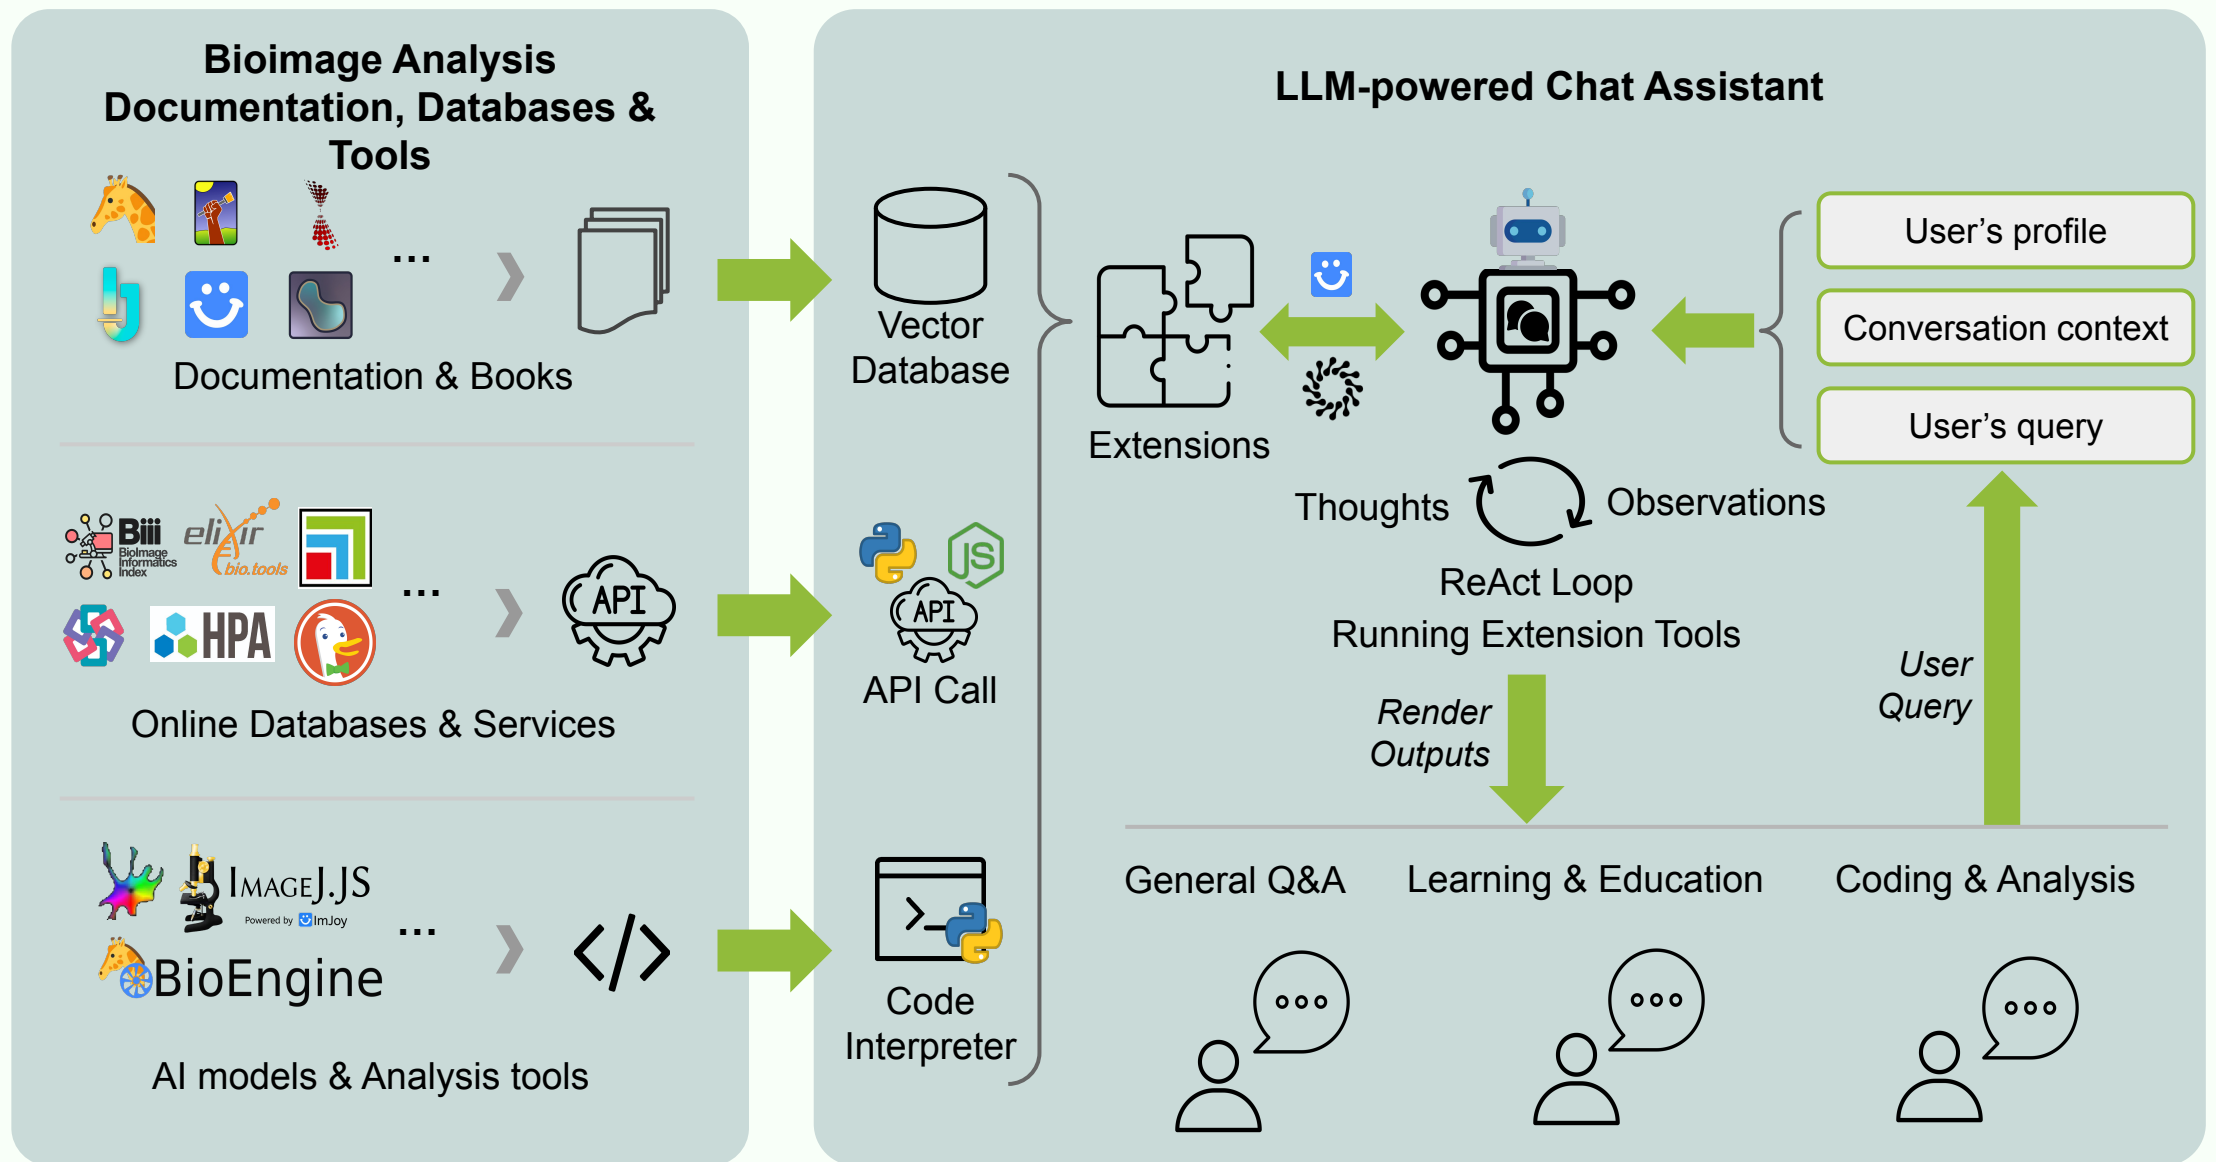 Bioimage Analysis
Documentation, Databases &
Tools
...
Documentation & Books
Biii
BioImage
Informatics
Index
elixir
bio.tools
HPA
...
API
Online Databases & Services
IMAGEJ.JS
Powered by ImJoy
BioEngine
...
</>
AI models & Analysis tools
LLM-powered Chat Assistant
Vector
Database
JS
API
API Call
>_
Code
Interpreter
Extensions
User’s profile
Conversation context
User’s query
Thoughts
Observations
ReAct Loop
Running Extension Tools
Render
Outputs
User
Query
General Q&A
Learning & Education
Coding & Analysis